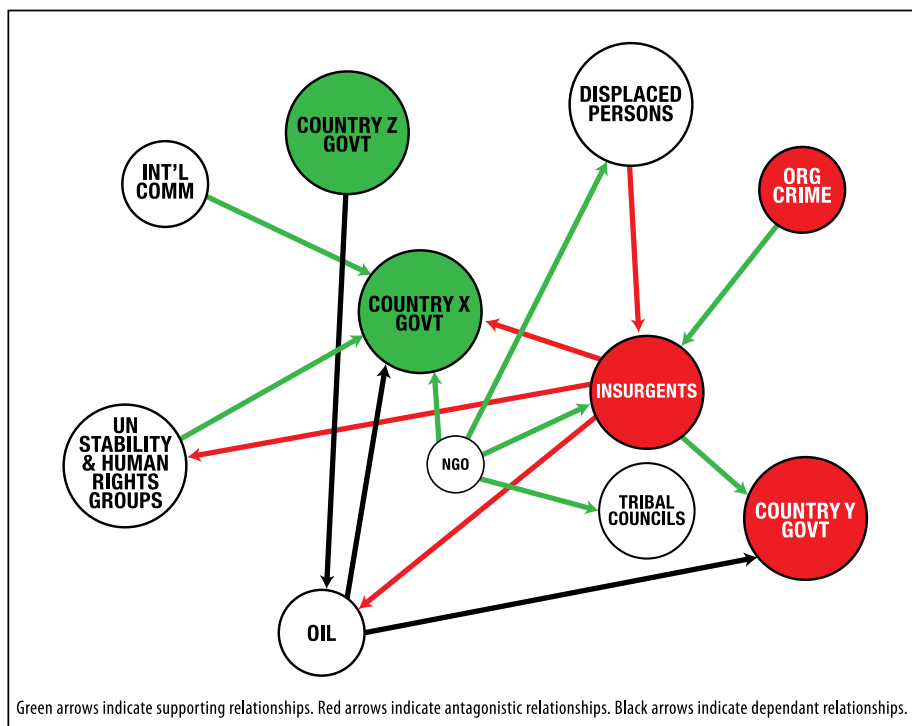 COUNTRY Z
GOVT
DISPLACED
PERSONS
INT'L
COMM
ORG
CRIME
COUNTRY X
GOVT
INSURGENTS
UN
STABILITY
& HUMAN
RIGHTS
GROUPS
NGO
TRIBAL
COUNCILS
COUNTRY Y
GOVT
OIL
Green arrows indicate supporting relationships. Red arrows indicate antagonistic relationships. Black arrows indicate dependant relationships.